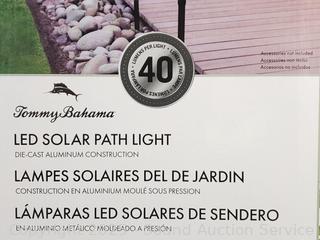 LUMENS PER LIGHT
40
Accessories not included
Accessoires non inclus
Accesorios no incluidos
Tommy Bahama
LED SOLAR PATH LIGHT
DIE-CAST ALUMINUM CONSTRUCTION
LAMPES SOLAIRES DEL DE JARDIN
CONSTRUCTION EN ALUMINIUM MOULÉ SOUS PRESSION
LÁMPARAS LED SOLARES DE SENDERO
EN ALUMINIO METÁLICO MOLDEADO A PRESIÓN
Auction Service